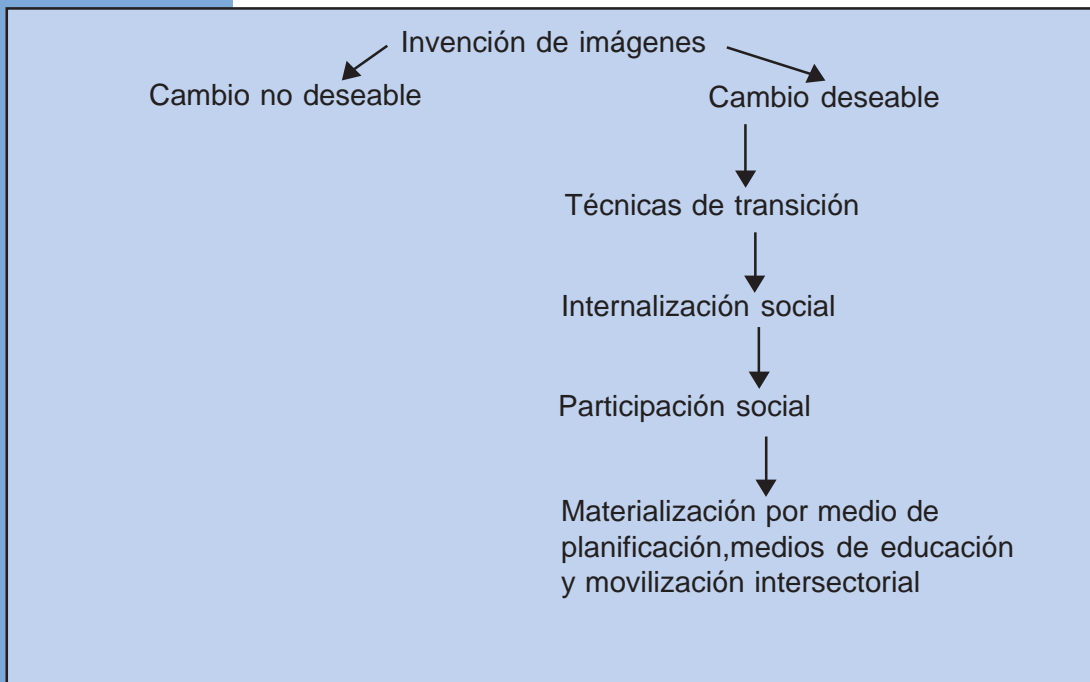 Invención de imágenes
Cambio no deseable
Cambio deseable
Técnicas de transición
Internalización social
Participación social
Materialización por medio de
planificación,medios de educación
y movilización intersectorial